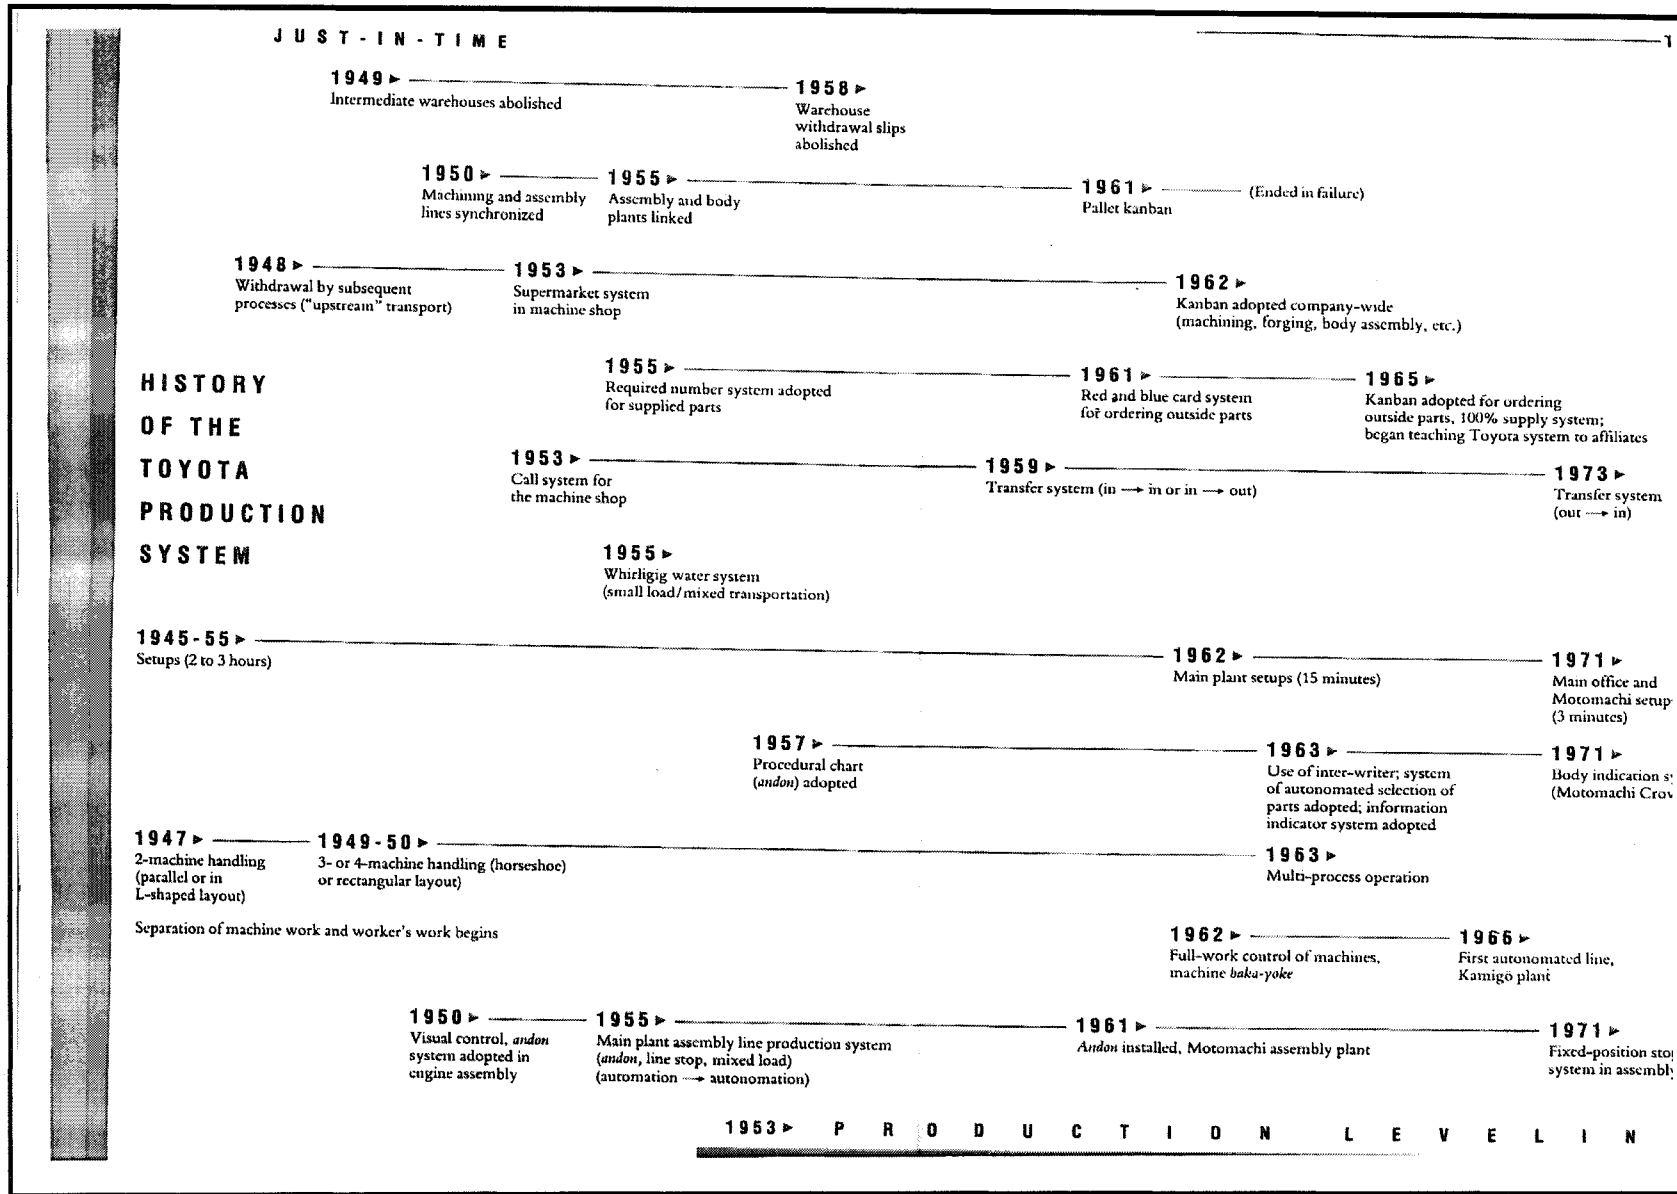 JUST-IN-TIME
1949 ▸ 1958 ▸
Intermediate warehouses abolished
Warehouse
withdrawal slips
abolished
1950 ▸ 1955 ▸ 1961 ▸ (Ended in failure)
Machining and assembly
lines synchronized
Assembly and body
plants linked
Pallet kanban
1948 ▸ 1953 ▸ 1962 ▸
Withdrawal by subsequent
processes ("upstream" transport)
Supermarket system
in machine shop
Kanban adopted company-wide
(machining, forging, body assembly, etc.)
HISTORY
OF THE
TOYOTA
PRODUCTION
SYSTEM
1955 ▸ 1961 ▸ 1965 ▸
Required number system adopted
for supplied parts
Red and blue card system
for ordering outside parts
Kanban adopted for ordering
outside parts, 100% supply system;
began teaching Toyota system to affiliates
1953 ▸ 1959 ▸ 1973 ▸
Call system for
the machine shop
Transfer system (in → in or in → out)
Transfer system
(out → in)
1955 ▸
Whirligig water system
(small load/mixed transportation)
1945-55 ▸ 1962 ▸ 1971 ▸
Setups (2 to 3 hours)
Main plant setups (15 minutes)
Main office and
Motomachi setup
(3 minutes)
1957 ▸ 1963 ▸ 1971 ▸
Procedural chart
(andon) adopted
Use of inter-writer; system
of autonomated selection of
parts adopted; information
indicator system adopted
Body indication
(Motomachi
1947 ▸ 1949-50 ▸ 1963 ▸
2-machine handling
(parallel or in
L-shaped layout)
3- or 4-machine handling (horseshoe)
or rectangular layout)
Multi-process operation
Separation of machine work and worker's work begins
1962 ▸ 1966 ▸
Full-work control of machines,
machine baka-yoke
First autonomated line,
Kamigō plant
1950 ▸ 1955 ▸ 1961 ▸ 1971 ▸
Visual control, andon
system adopted in
engine assembly
Main plant assembly line production system
(andon, line stop, mixed load)
(automation → autonomation)
Andon installed, Motomachi assembly plant
Fixed-position
system in assembly
1953 ▸ PRODUCTION LEVELIN